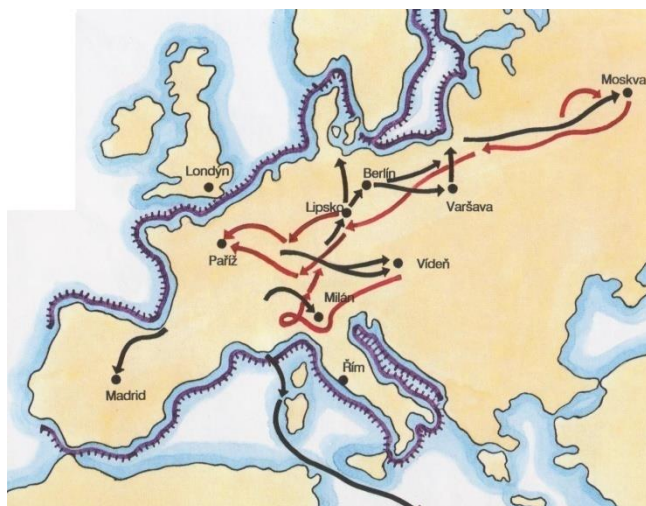 Moskva
Londýn
Berlín
Lipsko
Varšava
Paříž
Vídeň
Milán
Řím
Madrid